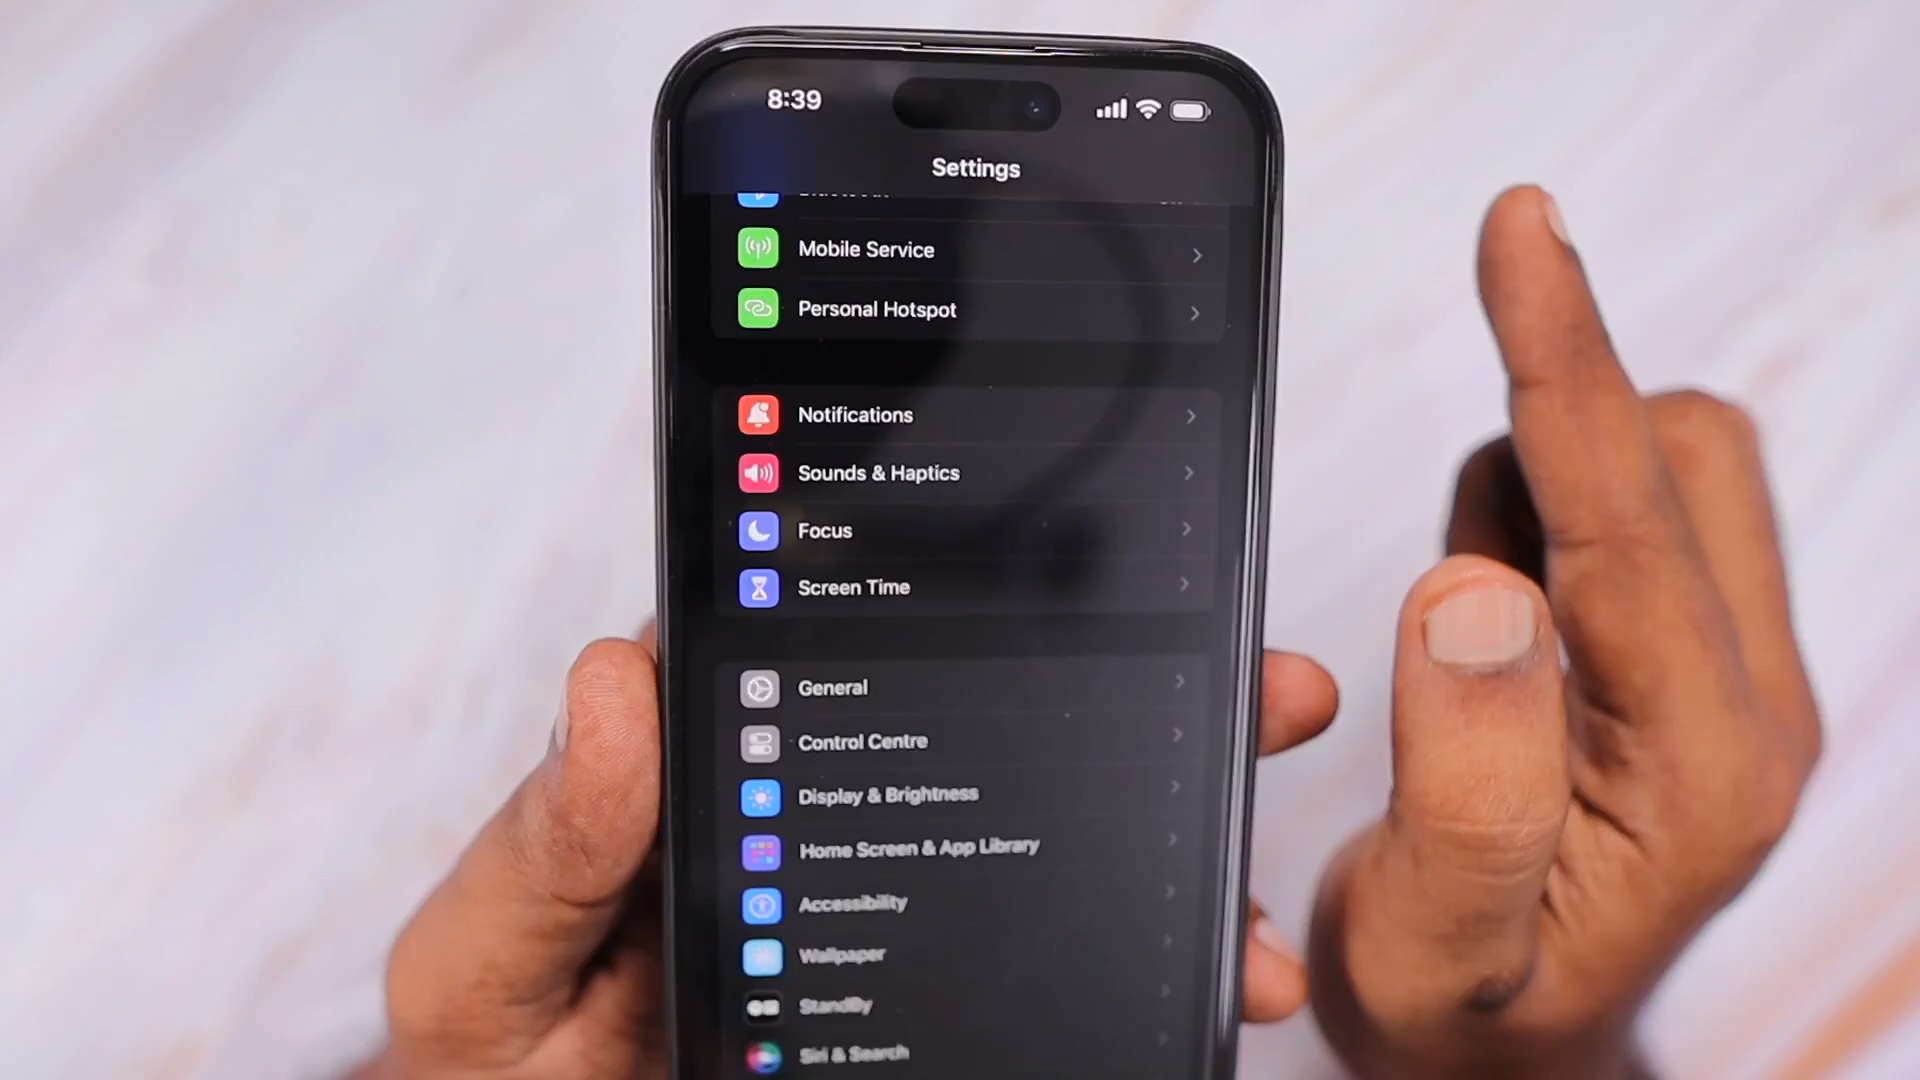 8:39
Settings
Mobile Service
Personal Hotspot
Notifications
Sounds & Haptics
Focus
Screen Time
General
Control Centre
Display & Brightness
Home Screen & App Library
Accessibility
Wallpaper
StandBy
Siri & Search